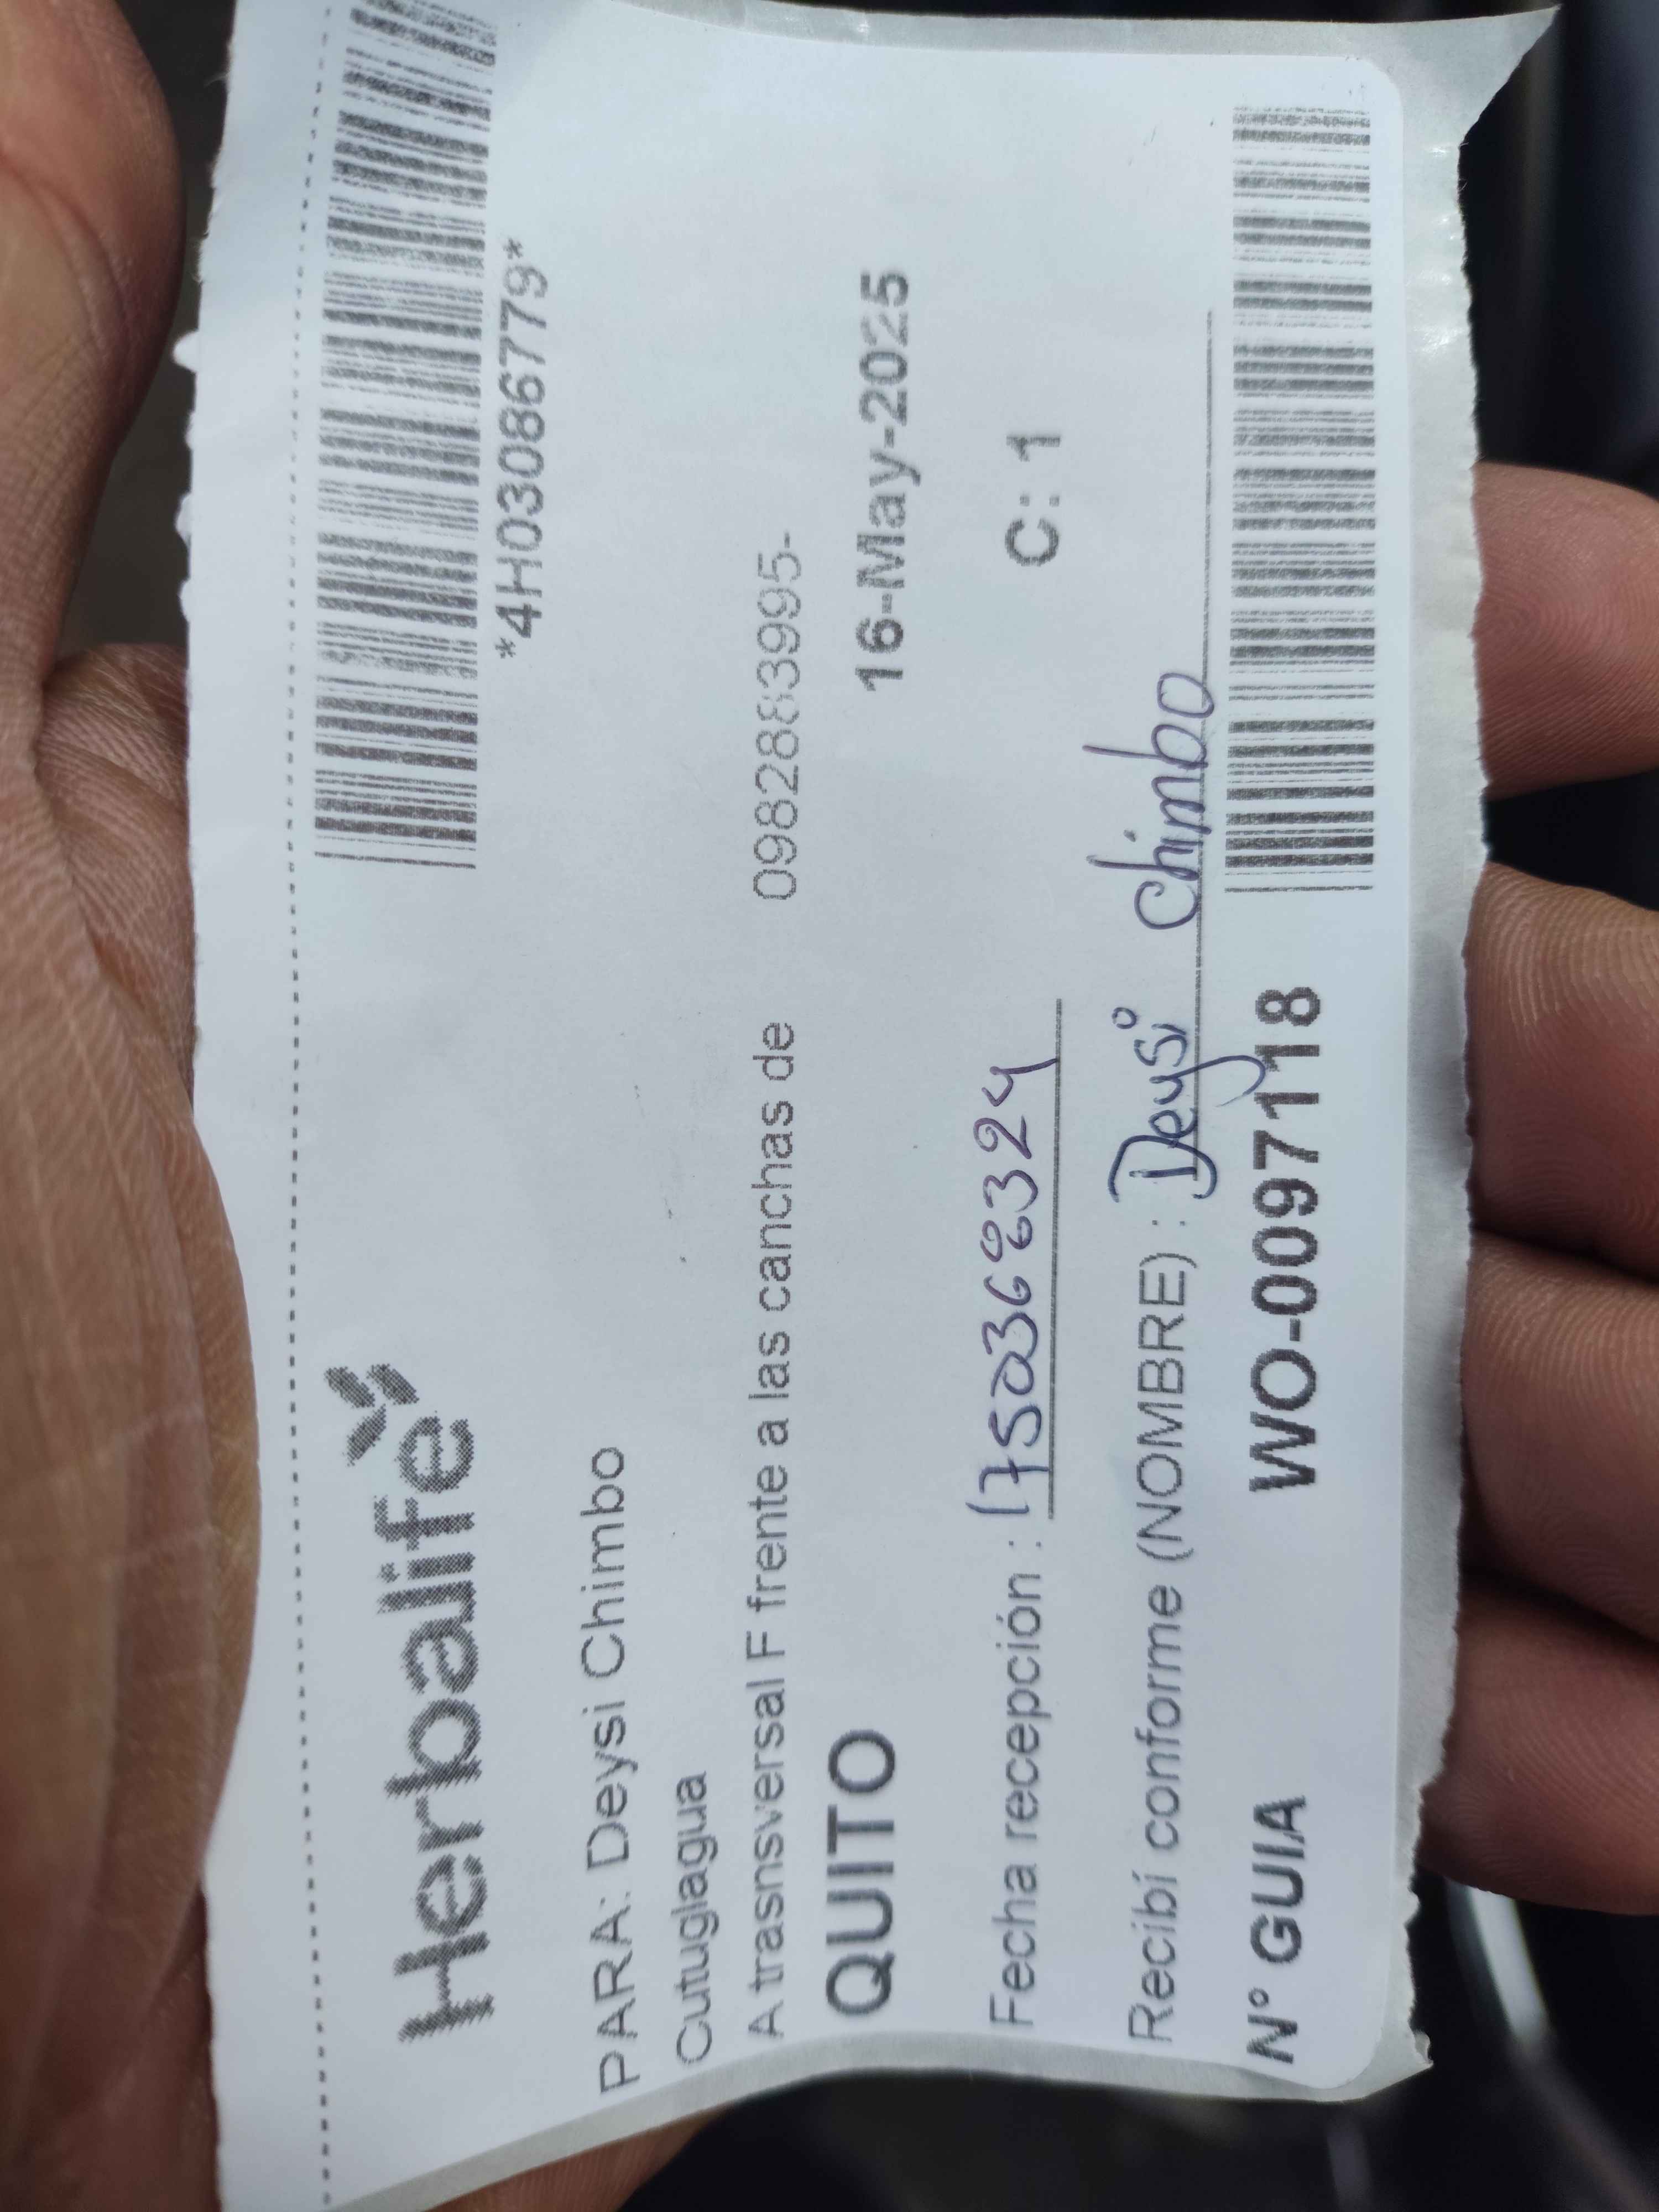 Herbalife
*4H03086779*
PARA: Deysi Chimbo
Cutuglagua
A trasnsversal F frente a las canchas de 0982883995-
QUITO 16-May-2025
Fecha recepción : 1750368324 C: 1
Recibí conforme (NOMBRE) : Deysi Chimbo
N° GUIA WO-0097118